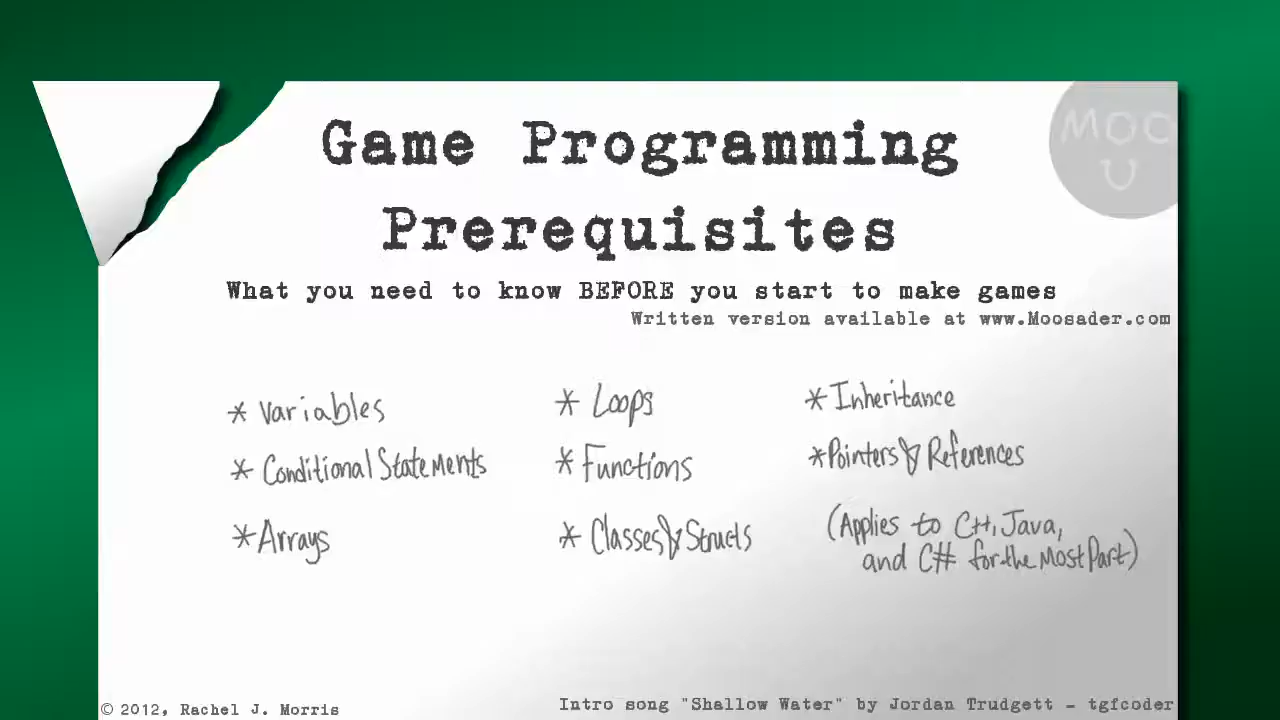 MOO
U
Game Programming
Prerequisites
What you need to know BEFORE you start to make games
Written version available at www.Moosader.com
* Variables
* Conditional Statements
* Arrays
* Loops
* Functions
* Classes & Structs
* Inheritance
* Pointers & References
(Applies to C++, Java,
and C# for the Most Part)
© 2012, Rachel J. Morris
Intro song "Shallow Water" by Jordan Trudgett - tgfcoder